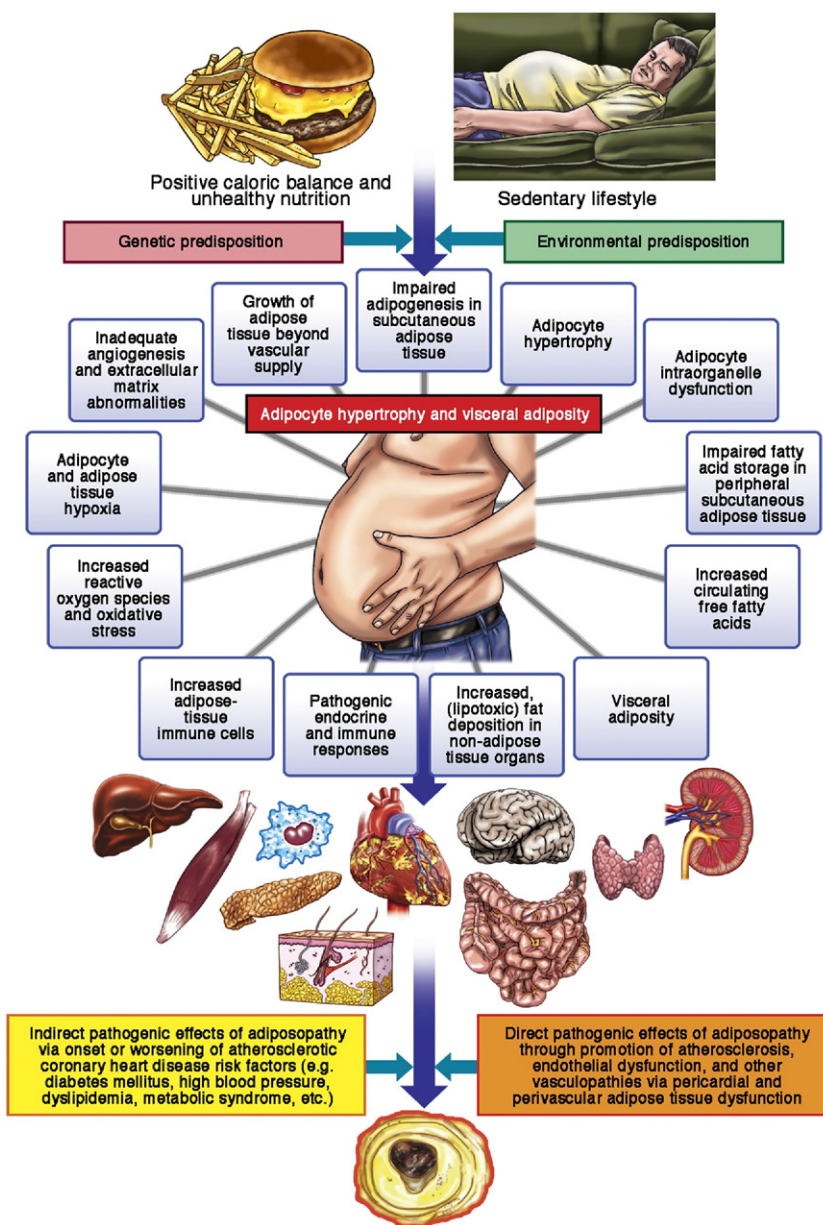 Positive caloric balance and
unhealthy nutrition
Sedentary lifestyle
Genetic predisposition
Environmental predisposition
Inadequate
angiogenesis
and extracellular
matrix
abnormalities
Growth of
adipose
tissue beyond
vascular
supply
Impaired
adipogenesis in
subcutaneous
adipose
tissue
Adipocyte
hypertrophy
Adipocyte
intraorganelle
dysfunction
Adipocyte hypertrophy and visceral adiposity
Adipocyte
and adipose
tissue
hypoxia
Impaired fatty
acid storage in
peripheral
subcutaneous
adipose tissue
Increased
reactive
oxygen species
and oxidative
stress
Increased
circulating
free fatty
acids
Increased
adipose-
tissue
immune cells
Pathogenic
endocrine
and immune
responses
Increased,
(lipotoxic) fat
deposition in
non-adipose
tissue organs
Visceral
adiposity
Indirect pathogenic effects of adiposopathy
via onset or worsening of atherosclerotic
coronary heart disease risk factors (e.g.
diabetes mellitus, high blood pressure,
dyslipidemia, metabolic syndrome, etc.)
Direct pathogenic effects of adiposopathy
through promotion of atherosclerosis,
endothelial dysfunction, and other
vasculopathies via pericardial and
perivascular adipose tissue dysfunction